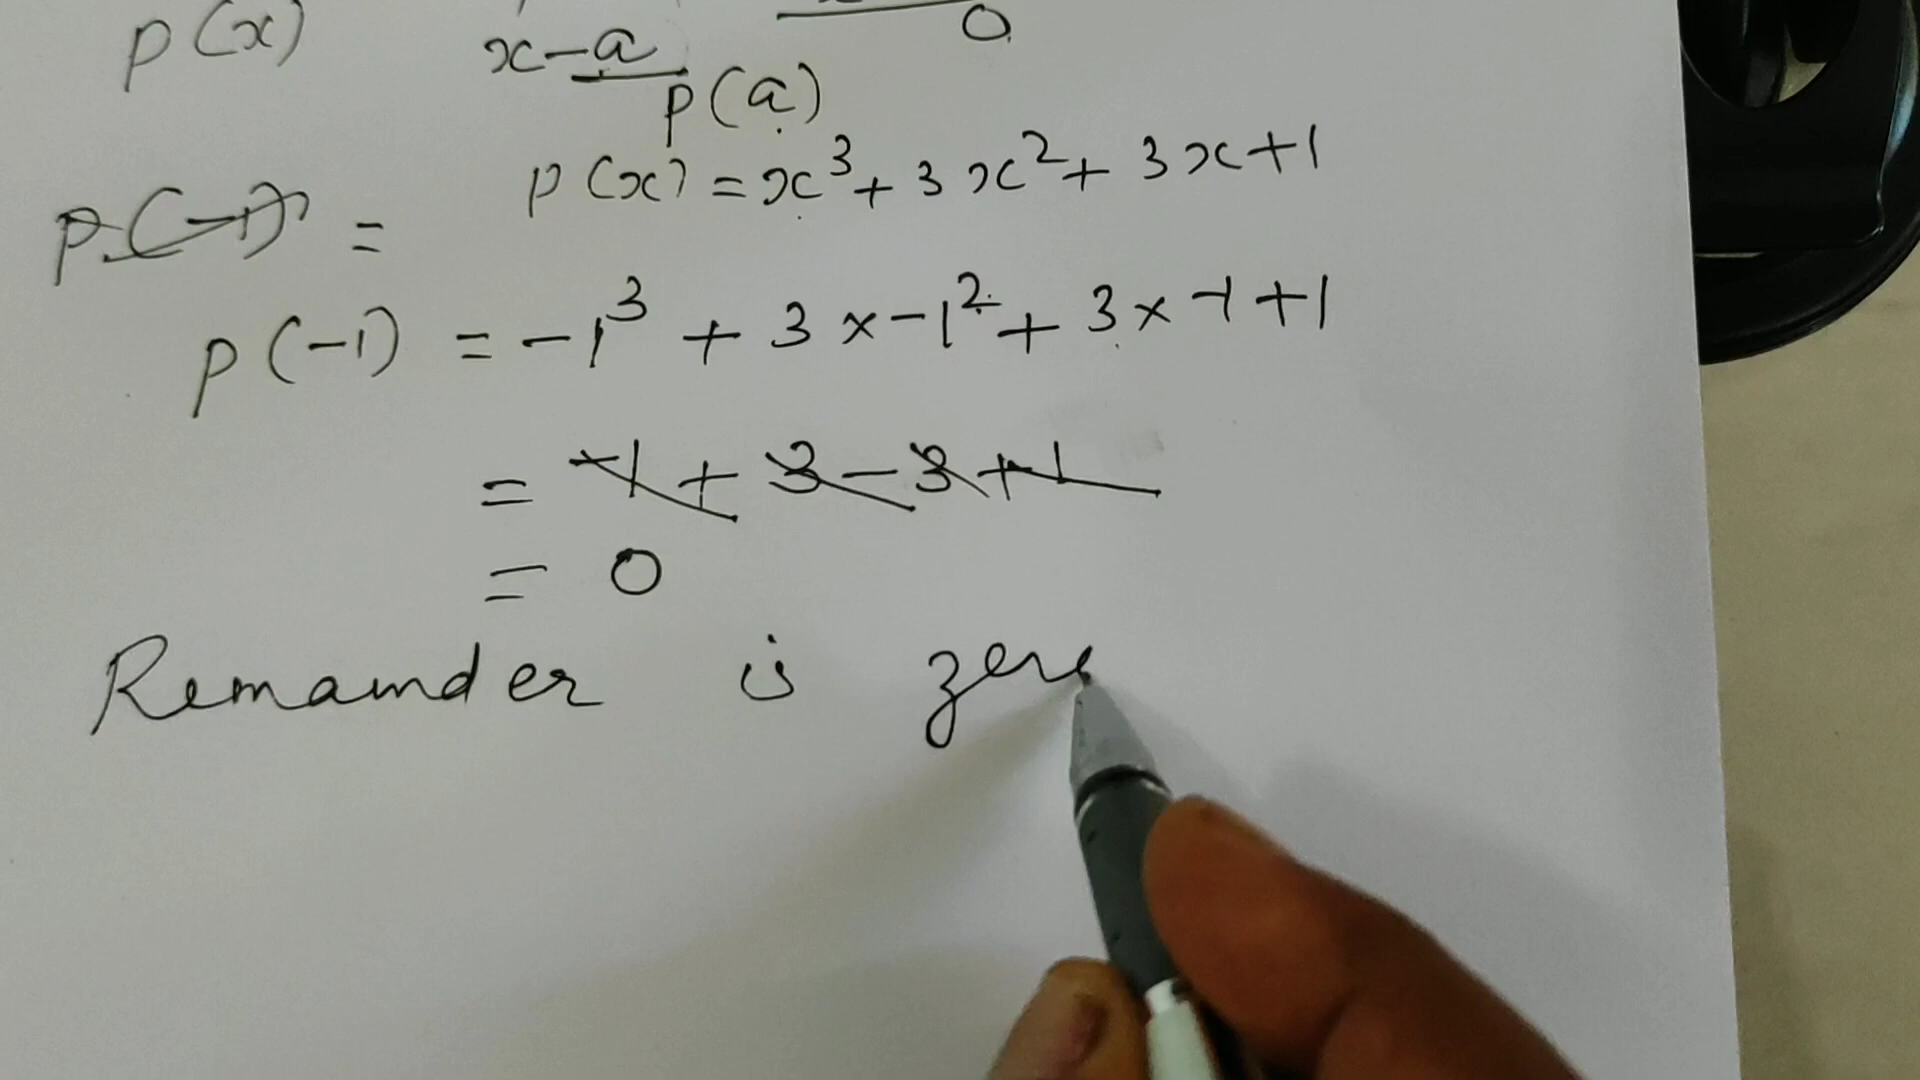 p(x) x-a 0
p(a)
p(x) = x³ + 3x² + 3x + 1
p(-1) =
p(-1) = -1³ + 3 × -1² + 3 × -1 + 1
= -1 + 3 - 3 + 1
= 0
Remainder is zero